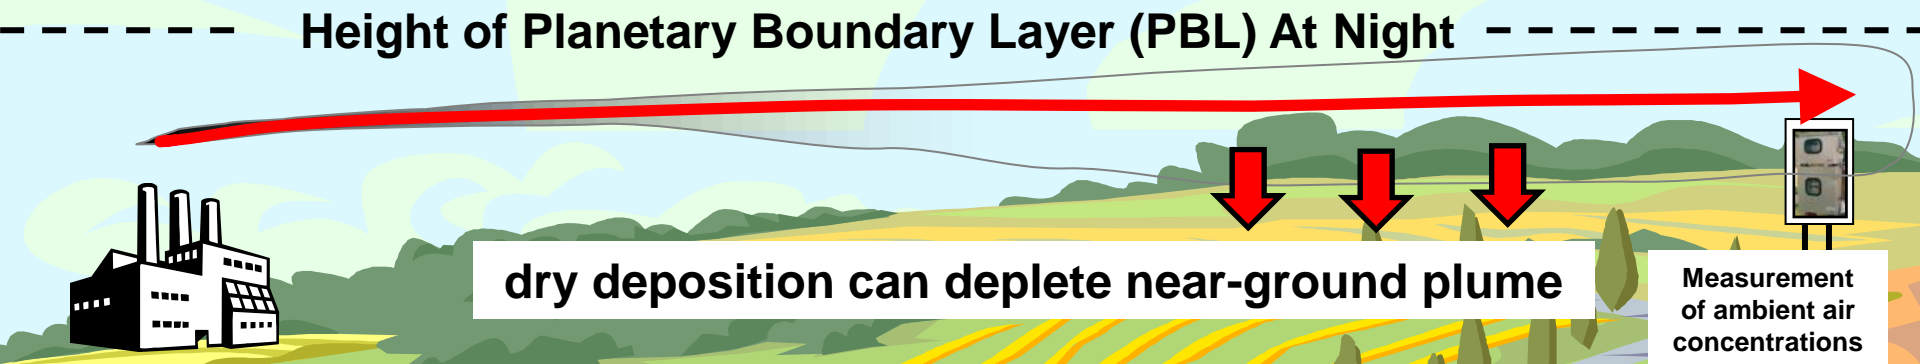 Height of Planetary Boundary Layer (PBL) At Night
dry deposition can deplete near-ground plume
Measurement
of ambient air
concentrations